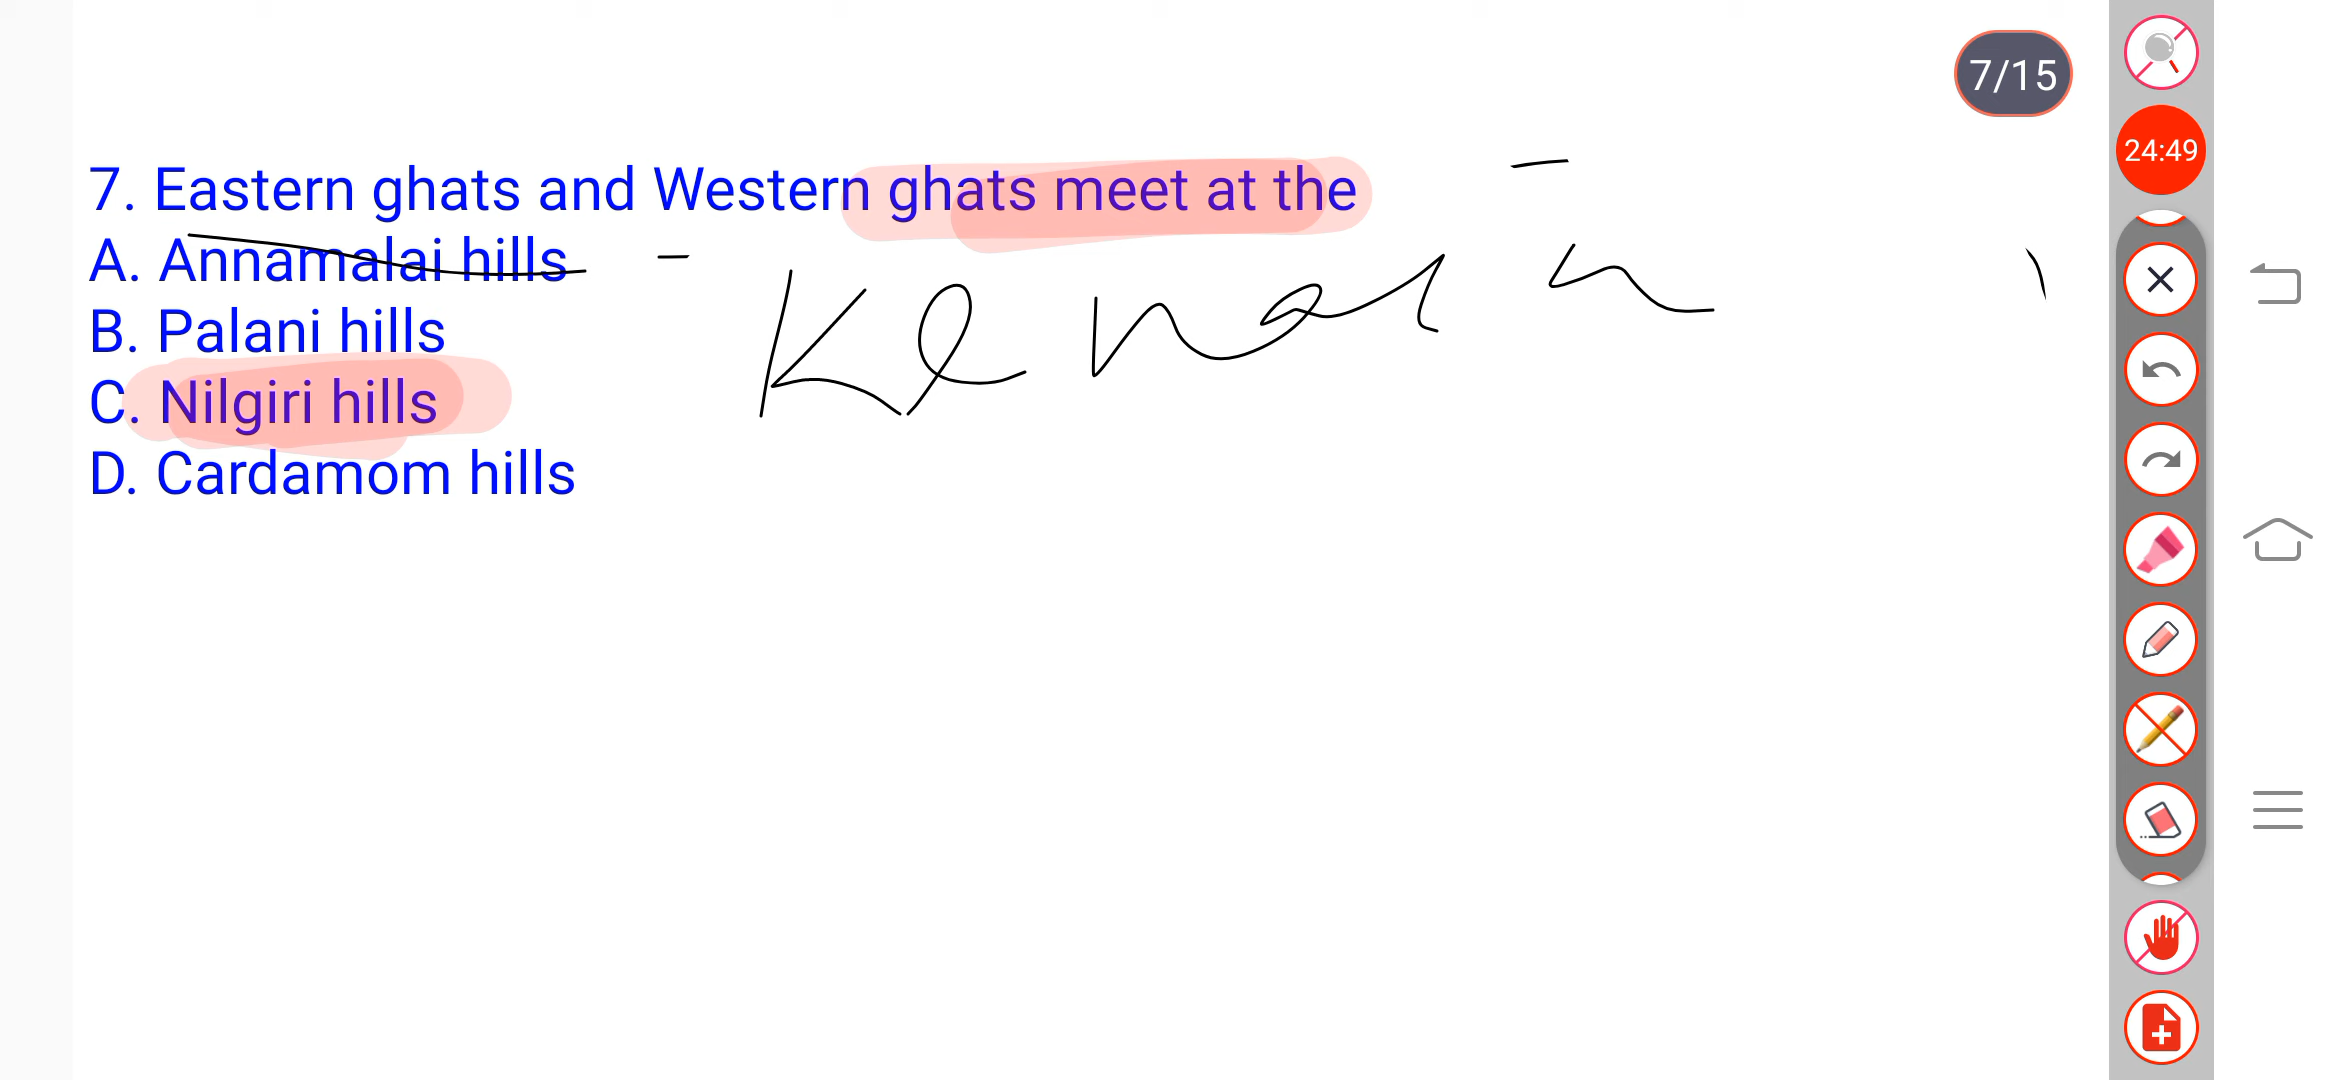 7/15
24:49
7. Eastern ghats and Western ghats meet at the
A. Annamalai hills
B. Palani hills
C. Nilgiri hills
D. Cardamom hills